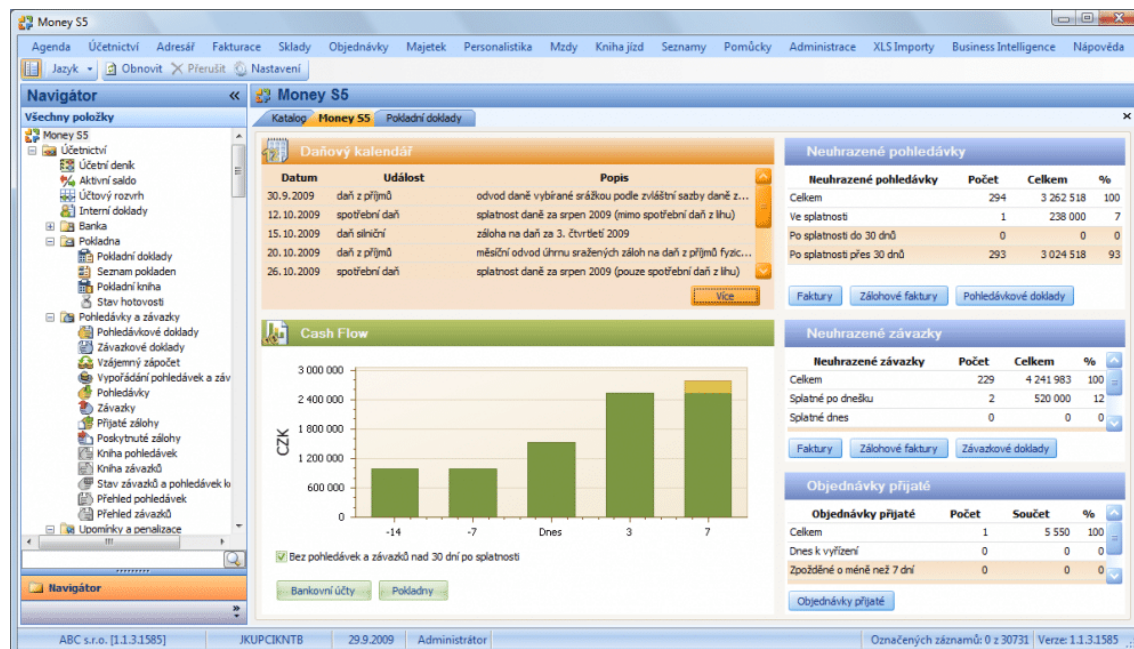 Money S5
Agenda Účetnictví Adresář Fakturace Sklady Objednávky Majetek Personalistika Mzdy Kniha jízd Seznamy Pomůcky Administrace XLS Importy Business Intelligence Nápověda
Jazyk Obnovit Přerušit Nastavení
Navigátor «
Všechny položky
Money S5
Účetnictví
Účetní deník
Aktivní saldo
Účtový rozvrh
Interní doklady
Banka
Pokladna
Pokladní doklady
Seznam pokladen
Pokladní kniha
Stav hotovosti
Pohledávky a závazky
Pohledávkové doklady
Závazkové doklady
Vzájemný zápočet
Vypořádání pohledávek a záv
Pohledávky
Závazky
Přijaté zálohy
Poskytnuté zálohy
Kniha pohledávek
Kniha závazků
Stav závazků a pohledávek k
Přehled pohledávek
Přehled závazků
Upomínky a penalizace
Navigátor
Money S5
Katalog Money S5 Pokladní doklady
Daňový kalendář
Datum Událost Popis
30.9.2009 daň z příjmů odvod daně vybírané srážkou podle zvláštní sazby daně z...
12.10.2009 spotřební daň splatnost daně za srpen 2009 (mimo spotřební daň z lihu)
15.10.2009 daň silniční záloha na daň za 3. čtvrtletí 2009
20.10.2009 daň z příjmů měsíční odvod úhrnu sražených záloh na daň z příjmů fyzic...
26.10.2009 spotřební daň splatnost daně za srpen 2009 (pouze spotřební daň z lihu)
Více
Cash Flow
CZK
3 000 000
2 400 000
1 800 000
1 200 000
600 000
0
-14 -7 Dnes 3 7
Bez pohledávek a závazků nad 30 dní po splatnosti
Bankovní účty Pokladny
Neuhrazené pohledávky
Neuhrazené pohledávky Počet Celkem %
Celkem 294 3 262 518 100
Ve splatnosti 1 238 000 7
Po splatnosti do 30 dnů 0 0 0
Po splatnosti přes 30 dnů 293 3 024 518 93
Faktury Zálohové faktury Pohledávkové doklady
Neuhrazené závazky
Neuhrazené závazky Počet Celkem %
Celkem 229 4 241 983 100
Splatné po dnešku 2 520 000 12
Splatné dnes 0 0 0
Faktury Zálohové faktury Závazkové doklady
Objednávky přijaté
Objednávky přijaté Počet Součet %
Celkem 1 5 550 100
Dnes k vyřízení 0 0 0
Zpožděné o méně než 7 dní 0 0 0
Objednávky přijaté
ABC s.r.o. [1.1.3.1585] JKUPCIKNTB 29.9.2009 Administrátor Označených záznamů: 0 z 30731 Verze: 1.1.3.1585